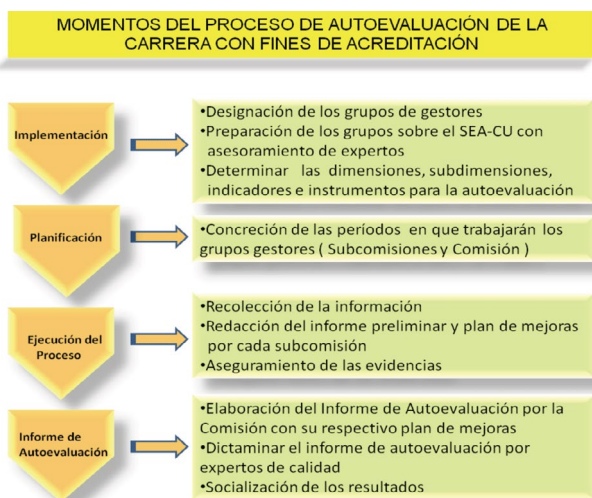 MOMENTOS DEL PROCESO DE AUTOEVALUACIÓN DE LA
CARRERA CON FINES DE ACREDITACIÓN
Implementación
•Designación de los grupos de gestores
•Preparación de los grupos sobre el SEA-CU con
asesoramiento de expertos
•Determinar las dimensiones, subdimensiones,
indicadores e instrumentos para la autoevaluación
Planificación
•Concreción de las períodos en que trabajarán los
grupos gestores ( Subcomisiones y Comisión )
Ejecución del
Proceso
•Recolección de la información
•Redacción del informe preliminar y plan de mejoras
por cada subcomisión
•Aseguramiento de las evidencias
Informe de
Autoevaluación
•Elaboración del Informe de Autoevaluación por la
Comisión con su respectivo plan de mejoras
•Dictaminar el informe de autoevaluación por
expertos de calidad
•Socialización de los resultados